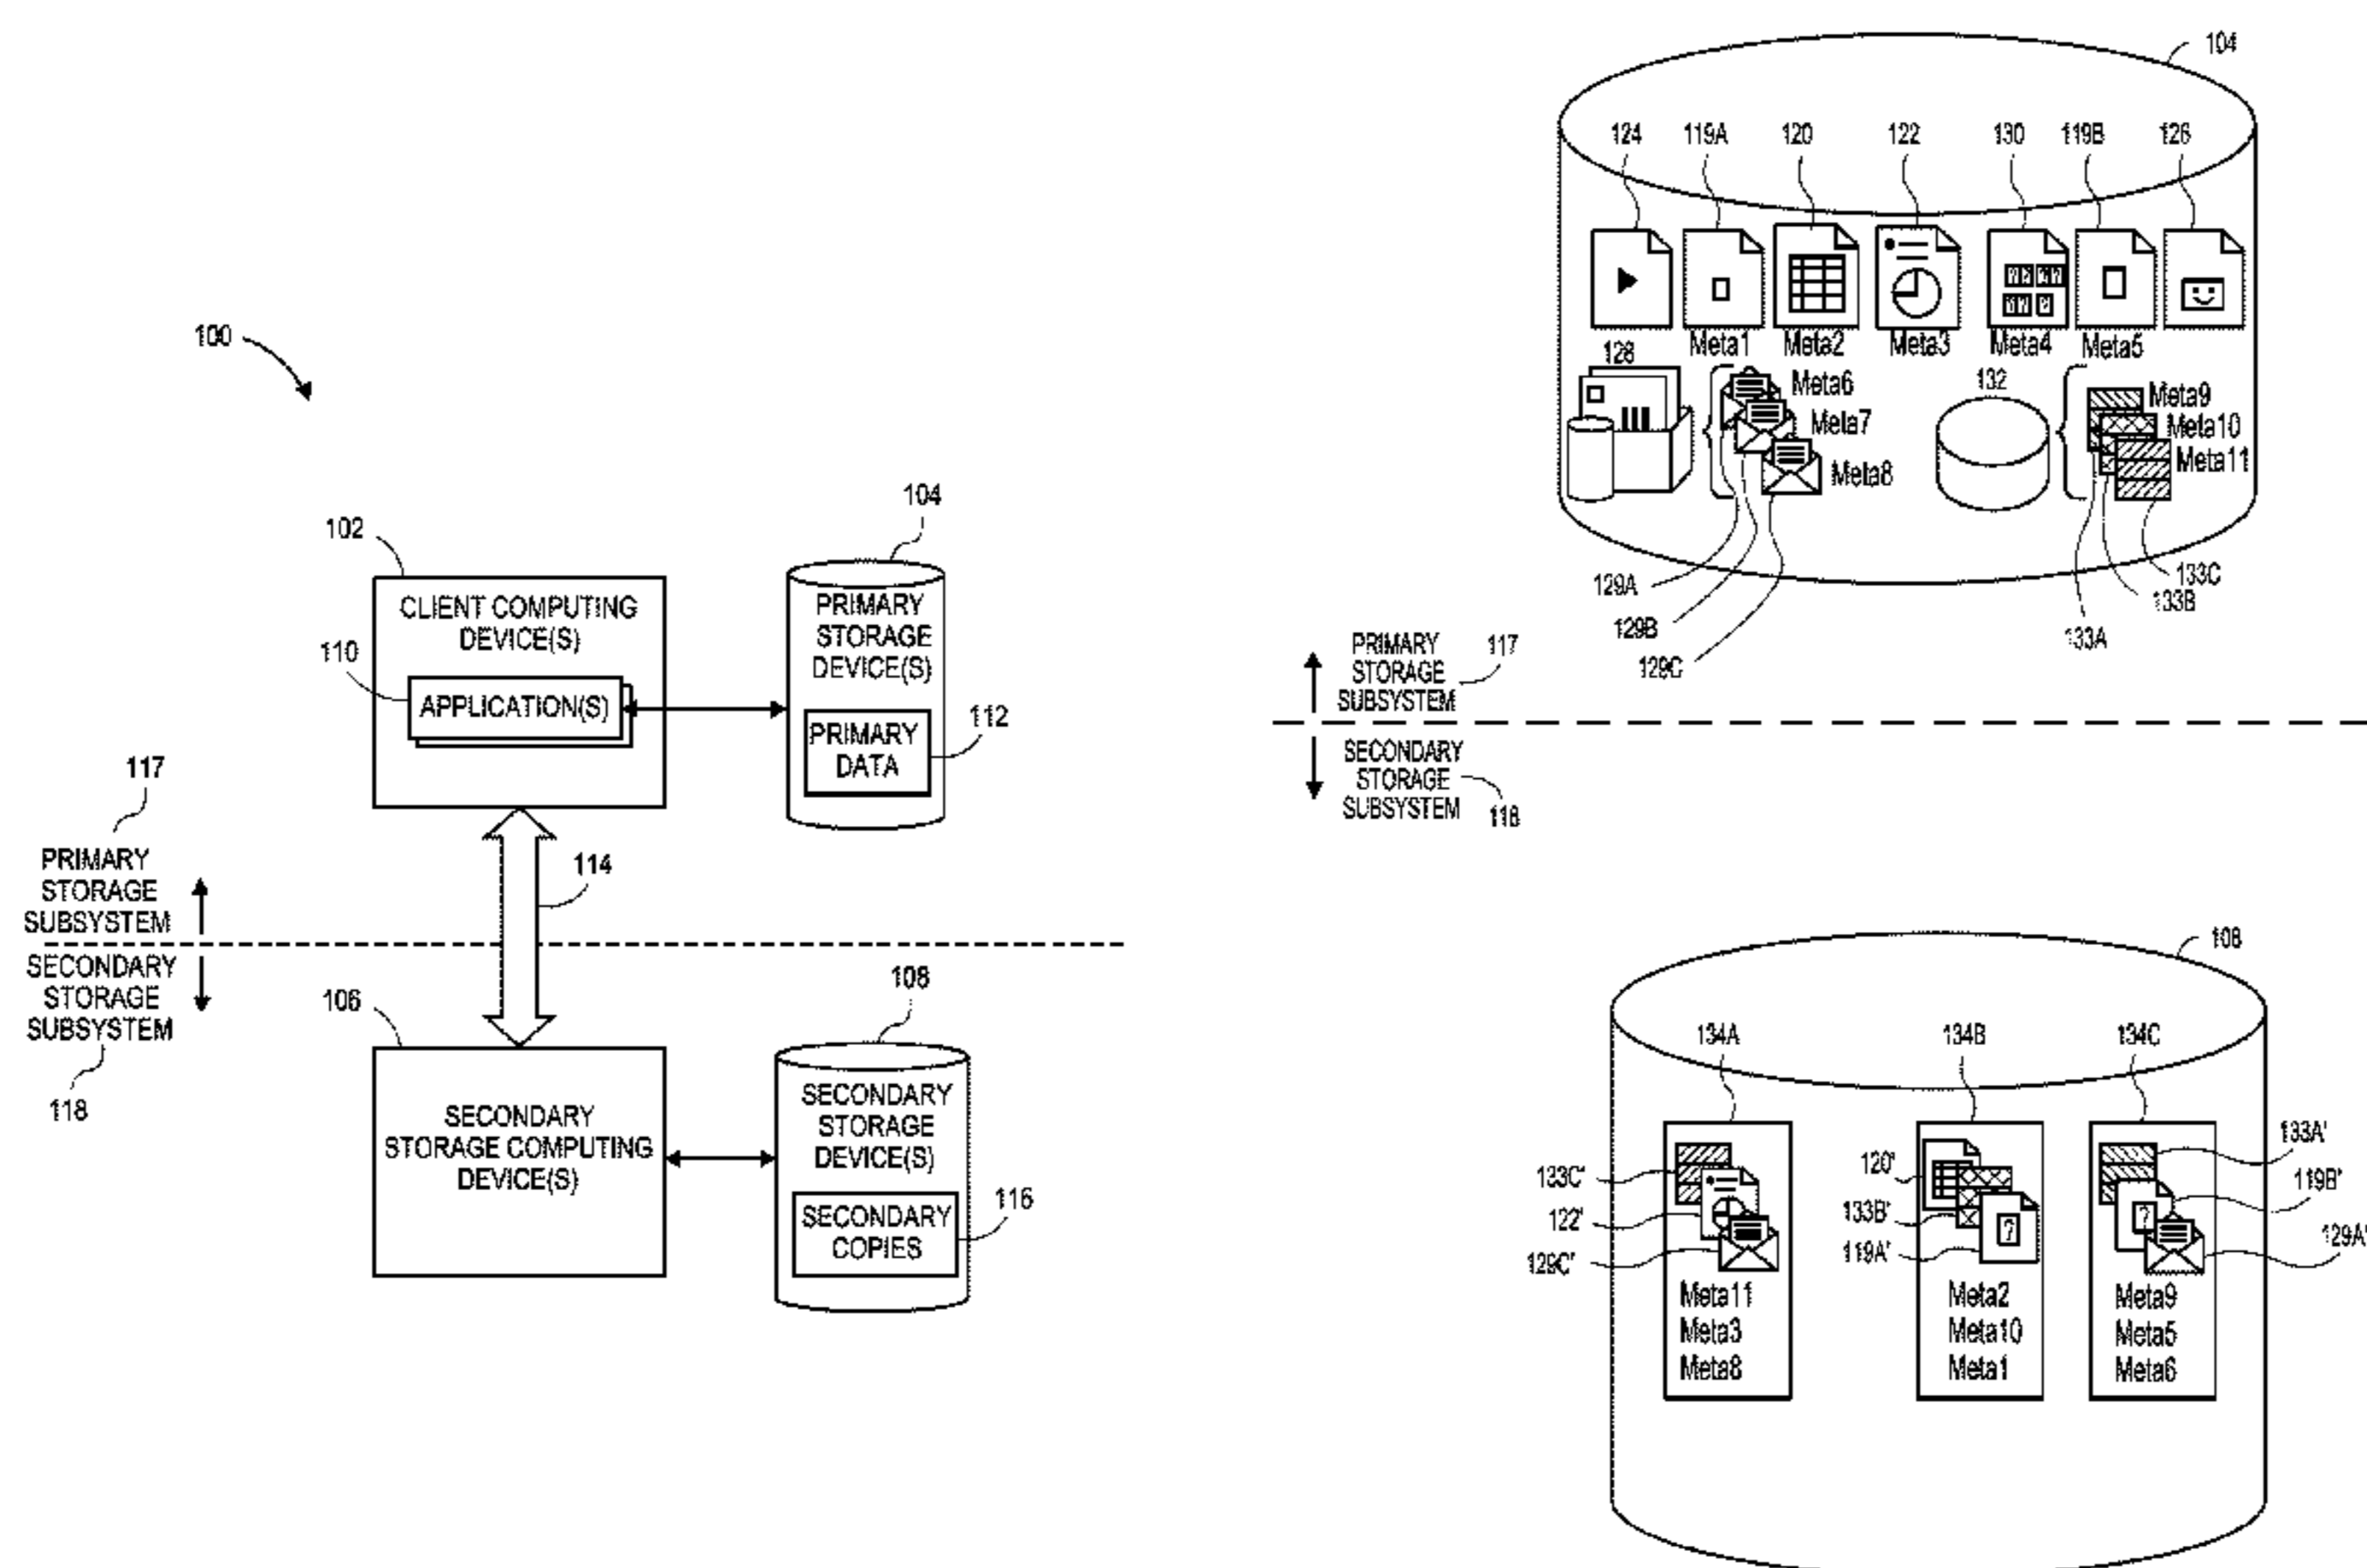 100
102
104
CLIENT COMPUTING
DEVICE(S)
110
APPLICATION(S)
PRIMARY
STORAGE
DEVICE(S)
112
PRIMARY
DATA
117
PRIMARY
STORAGE
SUBSYSTEM
114
SECONDARY
STORAGE
SUBSYSTEM
118
106
108
SECONDARY
STORAGE COMPUTING
DEVICE(S)
SECONDARY
STORAGE
DEVICE(S)
116
SECONDARY
COPIES
104
124 119A 120 122 130 119B 126
Meta1 Meta2 Meta3 Meta4 Meta5
128 Meta6 132 Meta9
Meta7 Meta10
Meta8 Meta11
129A 133C
129B 133B
129C 133A
PRIMARY 117
STORAGE
SUBSYSTEM
SECONDARY
STORAGE
SUBSYSTEM 118
108
134A 134B 134C
133C' 120' 133A'
122' 133B' 119B'
129C' 119A' 129A'
? ?
Meta11 Meta2 Meta9
Meta3 Meta10 Meta5
Meta8 Meta1 Meta6